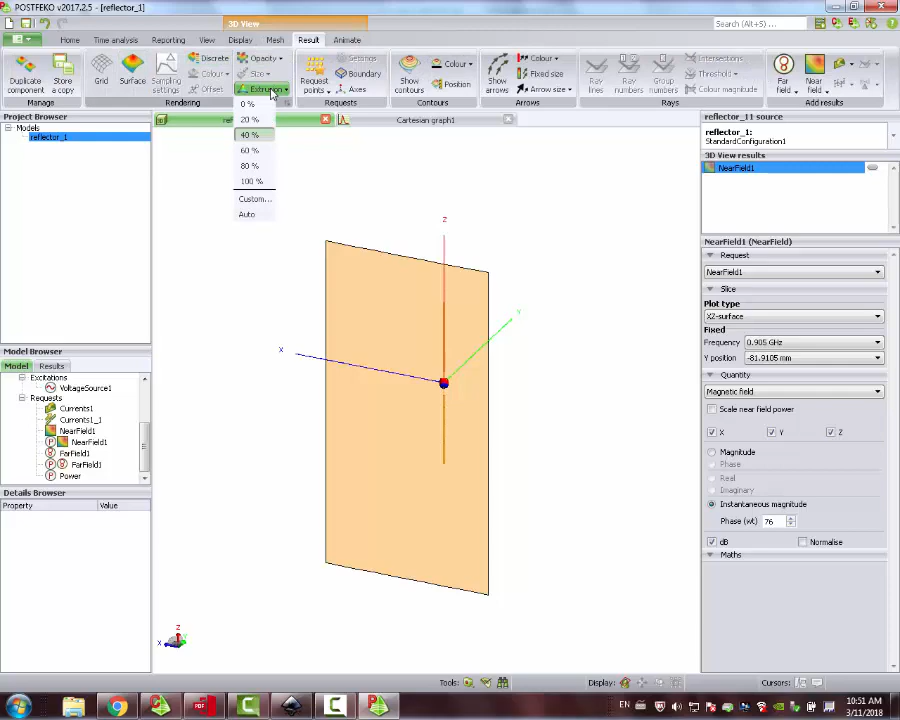 POSTFEKO v2017.2.5 - [reflector_1]
3D View
Search (Alt+S)...
Home Time analysis Reporting View Display Mesh Result Animate
Duplicate component
Store a copy
Manage
Grid
Surface
Sampling settings
Discrete
Colour
Offset
Opacity
Size
Extrusion
Rendering
Request points
Settings
Boundary
Axes
Requests
Show contours
Colour
Position
Contours
Show arrows
Colour
Fixed size
Arrow size
Arrows
Ray lines
Tube lines
Group materials
Intersections
Threshold
Colour magnitude
Rays
Far field
Near field
Add results
0 %
20 %
40 %
60 %
80 %
100 %
Custom...
Auto
Project Browser
Models
reflector_1
ref
Cartesian graph1
Z
Y
X
Model Browser
Model Results
Excitations
VoltageSource1
Requests
Currents1
Currents1_1
NearField1
P NearField1
FarField1
P FarField1
P Power
Details Browser
Property Value
Z
X Y
reflector_11 source
reflector_1:
StandardConfiguration1
3D View results
NearField1
NearField1 (NearField)
Request
NearField1
Slice
Plot type
XZ-surface
Fixed
Frequency 0.905 GHz
Y position -81.9105 mm
Quantity
Magnetic field
Scale near field power
X Y Z
Magnitude
Phase
Real
Imaginary
Instantaneous magnitude
Phase (wt) 76
dB Normalise
Maths
Tools: Display: Cursors:
PDF
EN
10:51 AM
3/11/2018